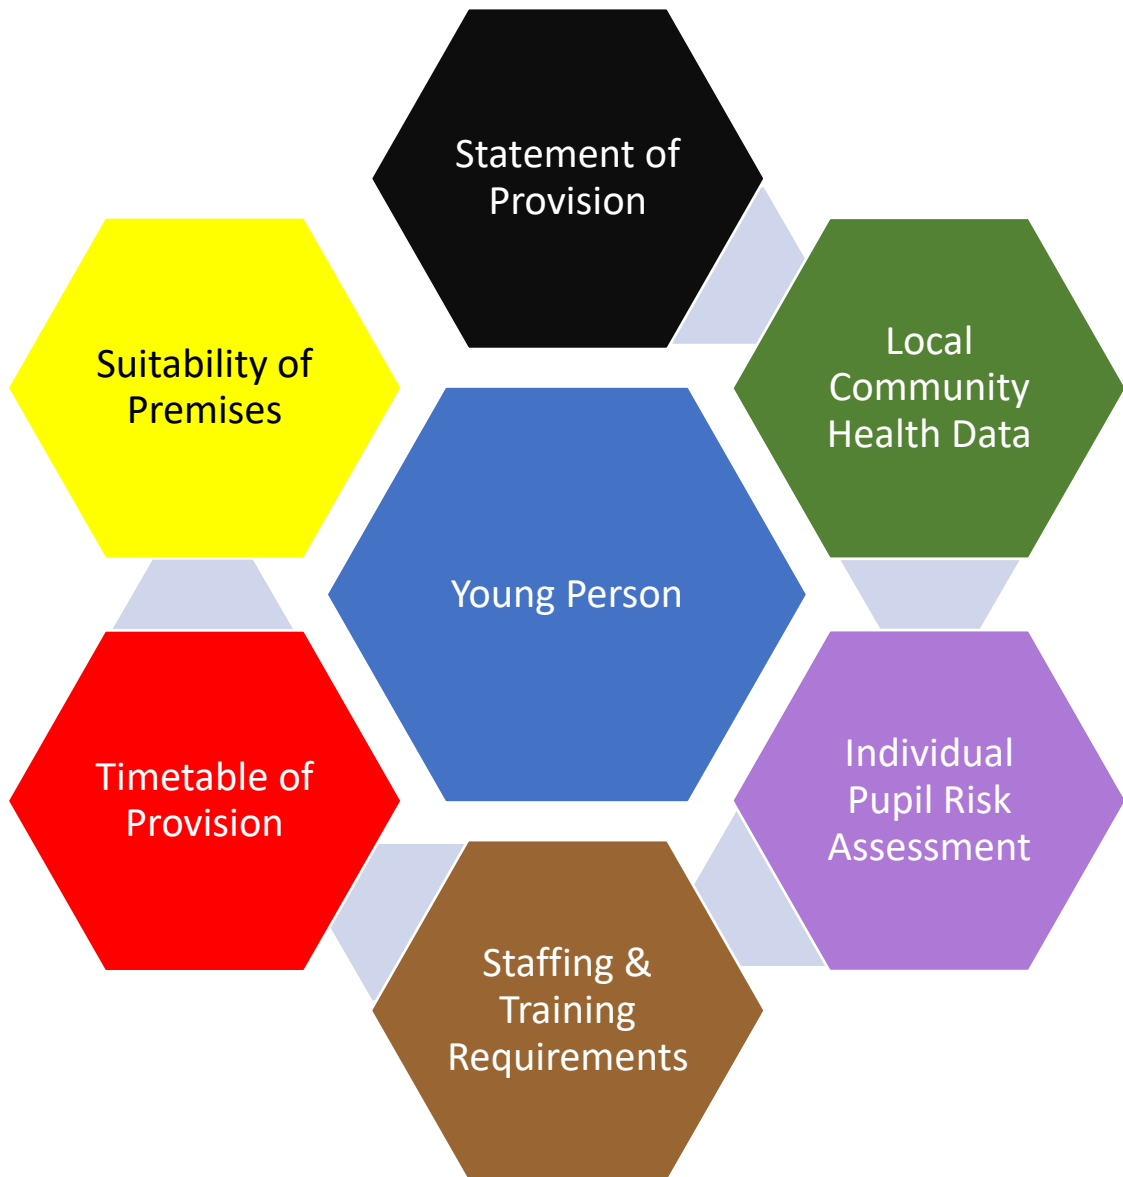 Statement of
Provision
Local
Community
Health Data
Individual
Pupil Risk
Assessment
Staffing &
Training
Requirements
Timetable of
Provision
Suitability of
Premises
Young Person